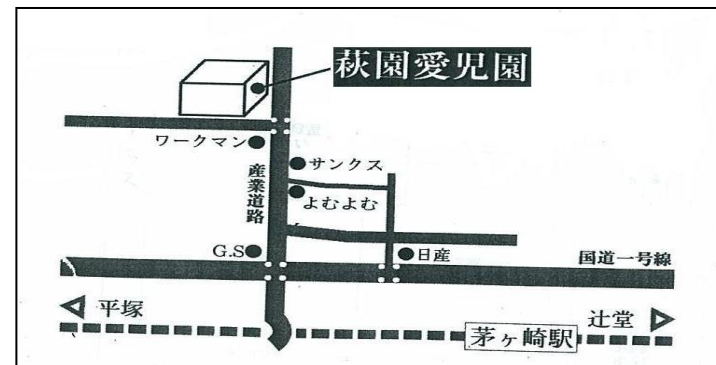 萩園愛児園
ワークマン
サンクス
産業道路
よむよむ
G.S
日産
国道一号線
平塚
辻堂
茅ヶ崎駅